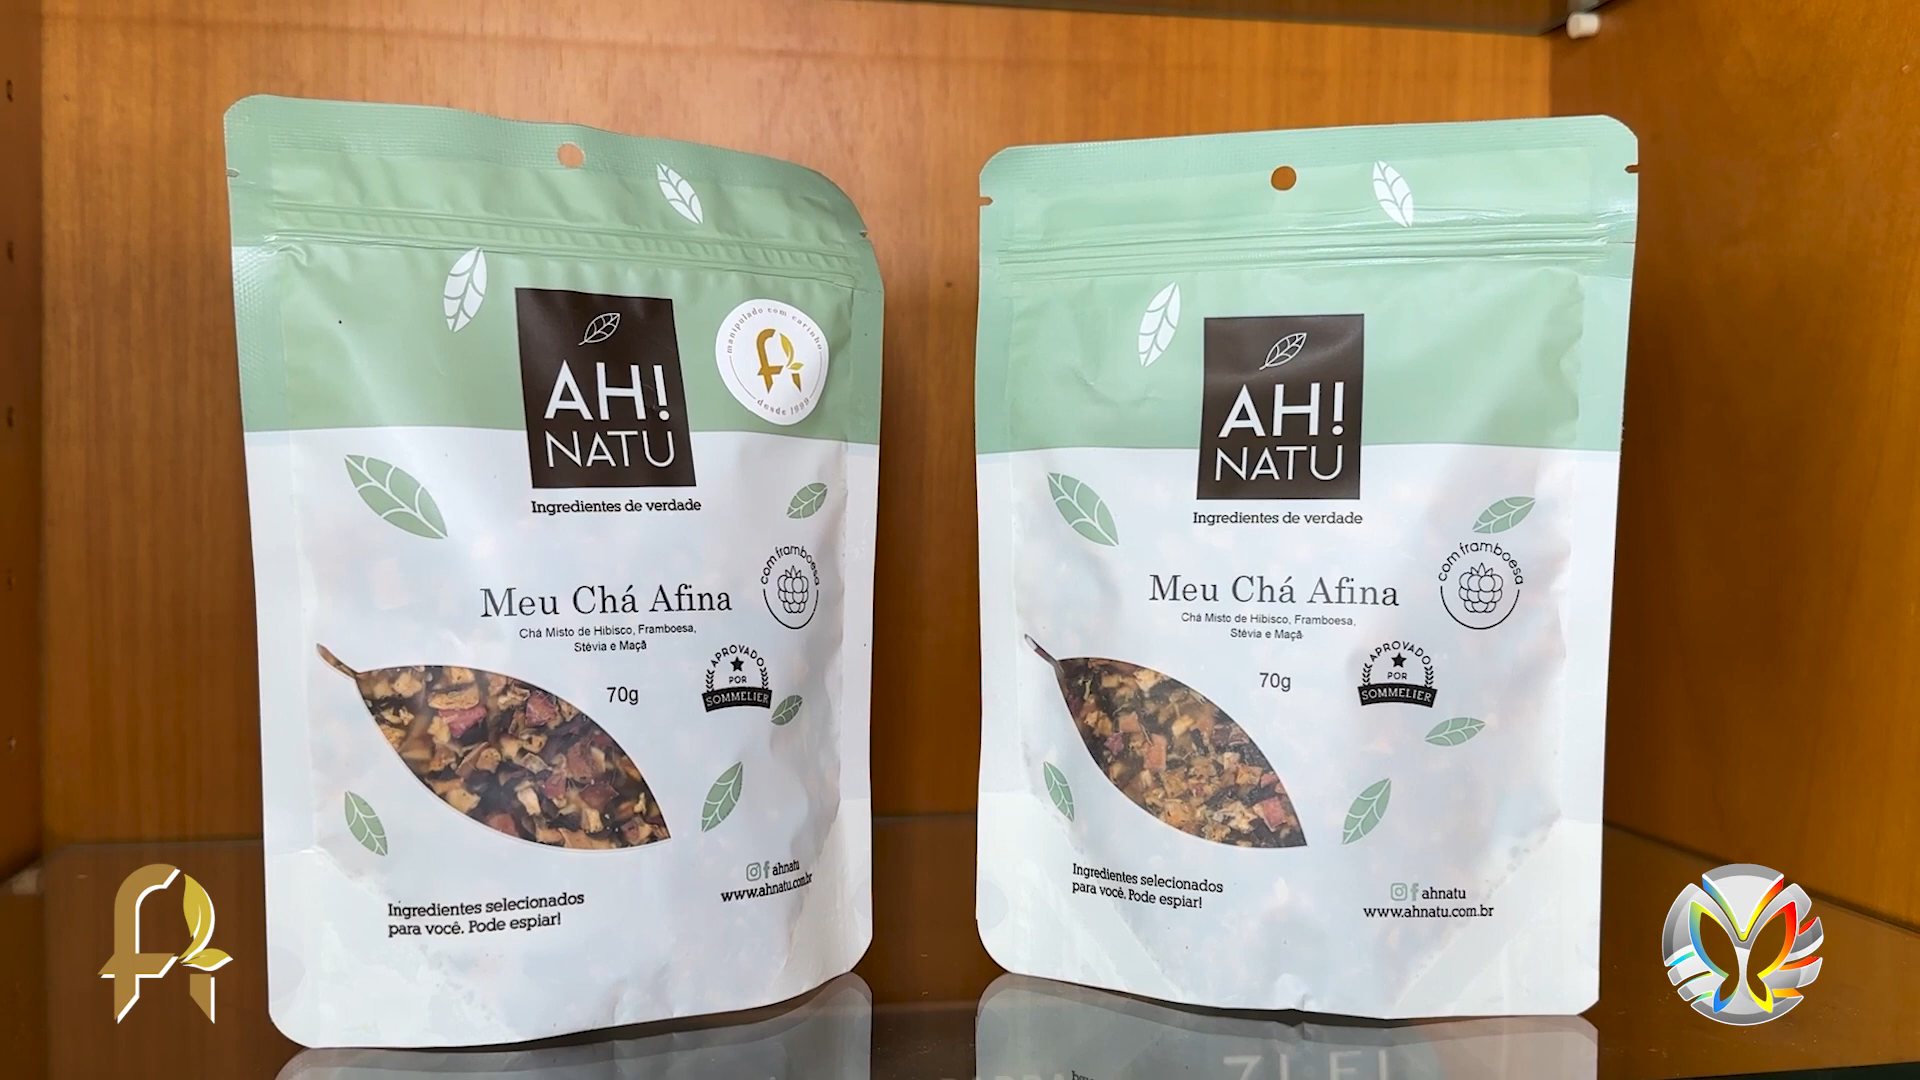 manipulado com carinho
desde 1999
AH!
NATU
Ingredientes de verdade
com framboesa
Meu Chá Afina
Chá Misto de Hibisco, Framboesa,
Stévia e Maçã
70g
APROVADO
POR
SOMMELIER
ahnatu
www.ahnatu.com.br
Ingredientes selecionados
para você. Pode espiar!
AH!
NATU
Ingredientes de verdade
com framboesa
Meu Chá Afina
Chá Misto de Hibisco, Framboesa,
Stévia e Maçã
70g
APROVADO
POR
SOMMELIER
Ingredientes selecionados
para você. Pode espiar!
ahnatu
www.ahnatu.com.br